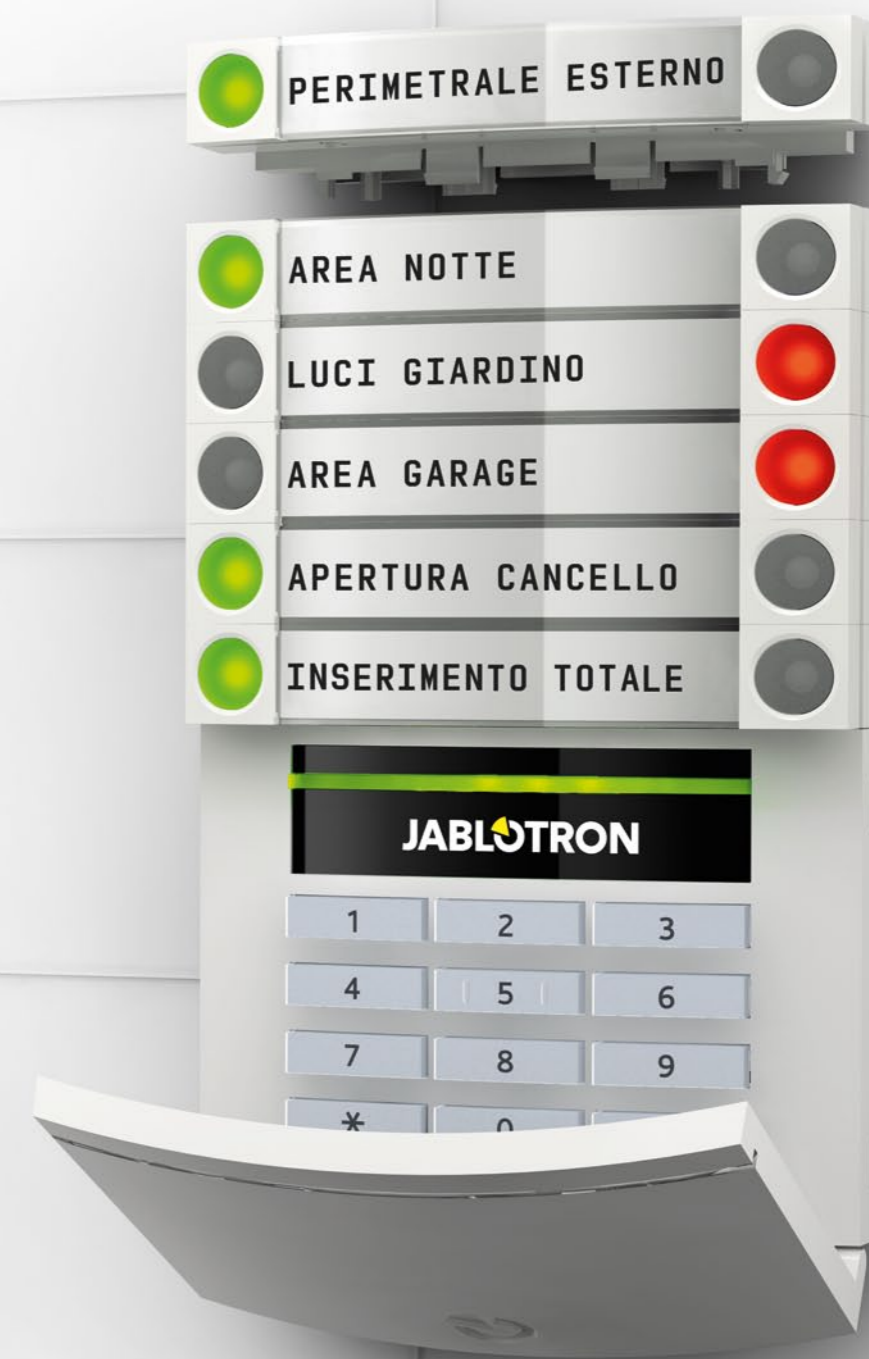 PERIMETRALE ESTERNO
AREA NOTTE
LUCI GIARDINO
AREA GARAGE
APERTURA CANCELLO
INSERIMENTO TOTALE
JABLOTRON
1 2 3
4 5 6
7 8 9
* 0